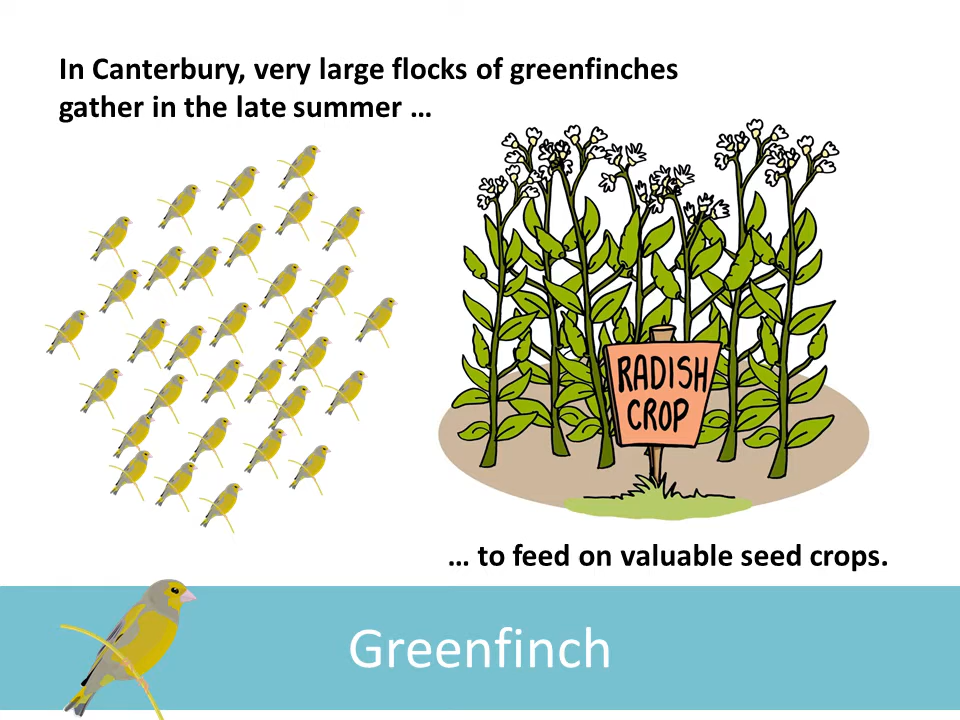 In Canterbury, very large flocks of greenfinches
gather in the late summer …
RADISH
CROP
… to feed on valuable seed crops.
Greenfinch